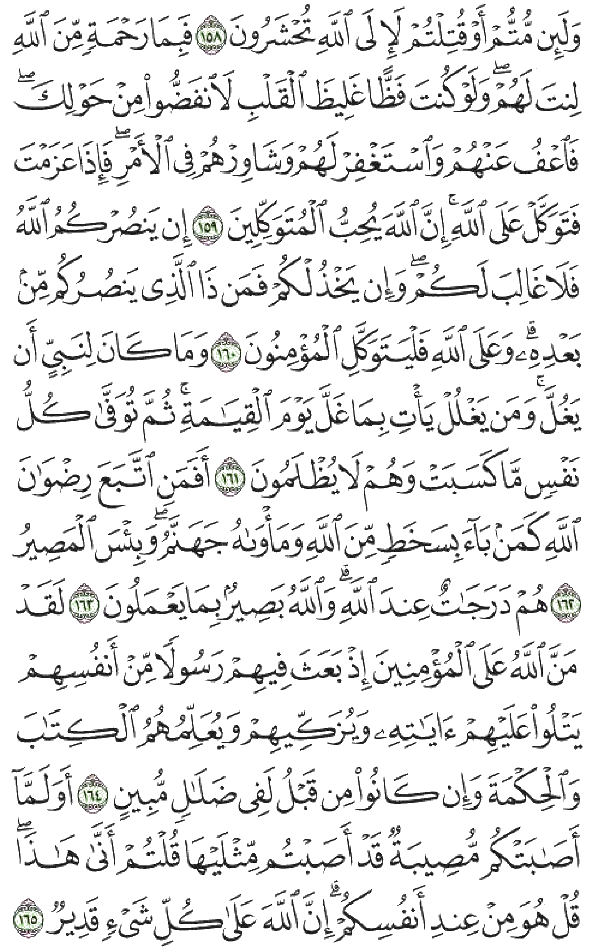 وَلَئِن مُّتُّمْ أَوْ قُتِلْتُمْ لَإِلَى ٱللَّهِ تُحْشَرُونَ ١٥٨ فَبِمَا رَحْمَةٍ مِّنَ ٱللَّهِ
لِنتَ لَهُمْ ۖ وَلَوْ كُنتَ فَظًّا غَلِيظَ ٱلْقَلْبِ لَٱنفَضُّوا۟ مِنْ حَوْلِكَ ۖ
فَٱعْفُ عَنْهُمْ وَٱسْتَغْفِرْ لَهُمْ وَشَاوِرْهُمْ فِى ٱلْأَمْرِ ۖ فَإِذَا عَزَمْتَ
فَتَوَكَّلْ عَلَى ٱللَّهِ ۚ إِنَّ ٱللَّهَ يُحِبُّ ٱلْمُتَوَكِّلِينَ ١٥٩ إِن يَنصُرْكُمُ ٱللَّهُ
فَلَا غَالِبَ لَكُمْ ۖ وَإِن يَخْذُلْكُمْ فَمَن ذَا ٱلَّذِى يَنصُرُكُم مِّنۢ
بَعْدِهِۦ ۗ وَعَلَى ٱللَّهِ فَلْيَتَوَكَّلِ ٱلْمُؤْمِنُونَ ١٦٠ وَمَا كَانَ لِنَبِىٍّ أَن
يَغُلَّ ۚ وَمَن يَغْلُلْ يَأْتِ بِمَا غَلَّ يَوْمَ ٱلْقِيَٰمَةِ ۚ ثُمَّ تُوَفَّىٰ كُلُّ
نَفْسٍ مَّا كَسَبَتْ وَهُمْ لَا يُظْلَمُونَ ١٦١ أَفَمَنِ ٱتَّبَعَ رِضْوَٰنَ
ٱللَّهِ كَمَنۢ بَآءَ بِسَخَطٍ مِّنَ ٱللَّهِ وَمَأْوَىٰهُ جَهَنَّمُ ۖ وَبِئْسَ ٱلْمَصِيرُ
١٦٢ هُمْ دَرَجَٰتٌ عِندَ ٱللَّهِ ۗ وَٱللَّهُ بَصِيرٌۢ بِمَا يَعْمَلُونَ ١٦٣ لَقَدْ
مَنَّ ٱللَّهُ عَلَى ٱلْمُؤْمِنِينَ إِذْ بَعَثَ فِيهِمْ رَسُولًا مِّنْ أَنفُسِهِمْ
يَتْلُوا۟ عَلَيْهِمْ ءَايَٰتِهِۦ وَيُزَكِّيهِمْ وَيُعَلِّمُهُمُ ٱلْكِتَٰبَ
وَٱلْحِكْمَةَ وَإِن كَانُوا۟ مِن قَبْلُ لَفِى ضَلَٰلٍ مُّبِينٍ ١٦٤ أَوَلَمَّآ
أَصَٰبَتْكُم مُّصِيبَةٌ قَدْ أَصَبْتُم مِّثْلَيْهَا قُلْتُمْ أَنَّىٰ هَٰذَا ۖ
قُلْ هُوَ مِنْ عِندِ أَنفُسِكُمْ ۗ إِنَّ ٱللَّهَ عَلَىٰ كُلِّ شَىْءٍ قَدِيرٌ ١٦٥